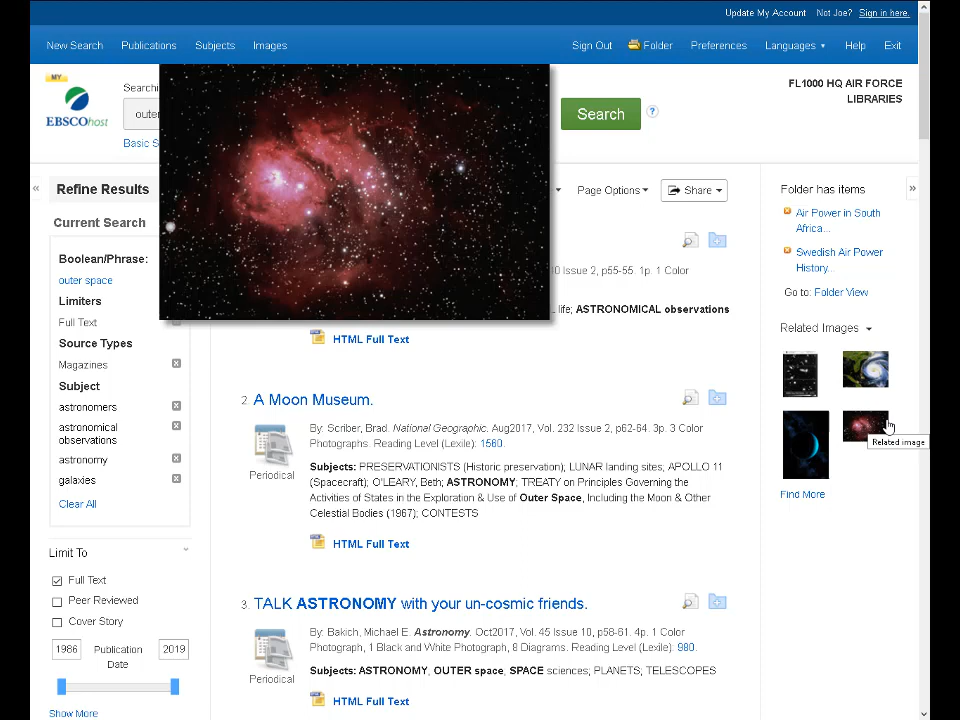 Update My Account Not Joe? Sign in here.
New Search Publications Subjects Images Sign Out Folder Preferences Languages Help Exit
MY
EBSCOhost
Searchi
outer
Search
?
Basic S
FL1000 HQ AIR FORCE
LIBRARIES
« Refine Results
Current Search
Boolean/Phrase:
outer space
Limiters
Full Text
Source Types
Magazines
Subject
astronomers
astronomical
observations
astronomy
galaxies
Clear All
Limit To
Full Text
Peer Reviewed
Cover Story
1986 Publication Date 2019
Show More
Page Options Share
Issue 2, p55-55. 1p. 1 Color
life; ASTRONOMICAL observations
HTML Full Text
2. A Moon Museum.
Periodical
By: Scriber, Brad. National Geographic. Aug2017, Vol. 232 Issue 2, p62-64. 3p. 3 Color
Photographs. Reading Level (Lexile): 1560.
Subjects: PRESERVATIONISTS (Historic preservation); LUNAR landing sites; APOLLO 11
(Spacecraft); O'LEARY, Beth; ASTRONOMY; TREATY on Principles Governing the
Activities of States in the Exploration & Use of Outer Space, Including the Moon & Other
Celestial Bodies (1967); CONTESTS
HTML Full Text
3. TALK ASTRONOMY with your un-cosmic friends.
Periodical
By: Bakich, Michael E. Astronomy. Oct2017, Vol. 45 Issue 10, p58-61. 4p. 1 Color
Photograph, 1 Black and White Photograph, 8 Diagrams. Reading Level (Lexile): 980.
Subjects: ASTRONOMY; OUTER space; SPACE sciences; PLANETS; TELESCOPES
HTML Full Text
Folder has items »
Air Power in South
Africa...
Swedish Air Power
History...
Go to: Folder View
Related Images
Related image
Find More